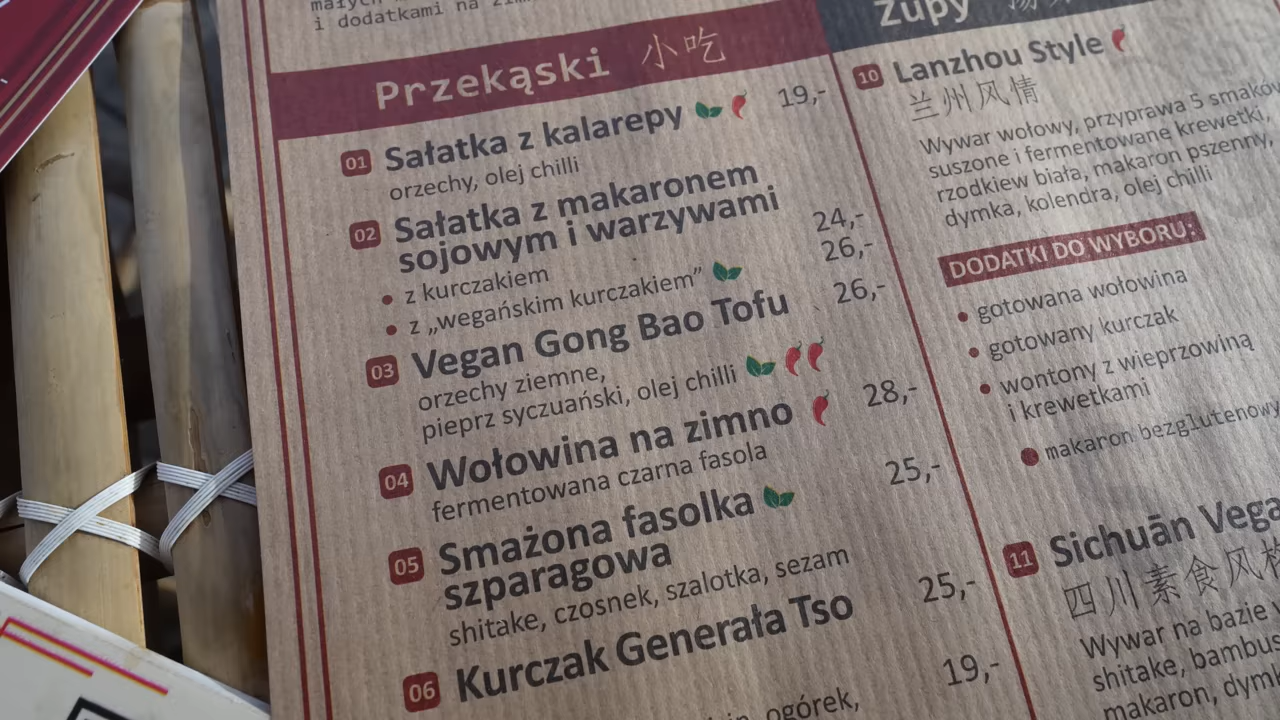 i dodatkami na
Przekąski 小吃
01 Sałatka z kalarepy 19,-
orzechy, olej chilli
02 Sałatka z makaronem
sojowym i warzywami
z kurczakiem 24,-
z „wegańskim kurczakiem” 26,-
03 Vegan Gong Bao Tofu 26,-
orzechy ziemne,
pieprz syczuański, olej chilli
04 Wołowina na zimno 28,-
fermentowana czarna fasola
05 Smażona fasolka 25,-
szparagowa
shitake, czosnek, szalotka, sezam
06 Kurczak Generała Tso 25,-
ogórek,
19,-
Zupy
10 Lanzhou Style
兰州风情
Wywar wołowy, przyprawa 5 smaków
suszone i fermentowane krewetki,
rzodkiew biała, makaron pszenny,
dymka, kolendra, olej chilli
DODATKI DO WYBORU:
gotowana wołowina
gotowany kurczak
wontony z wieprzowiną
i krewetkami
makaron bezglutenowy
11 Sichuān Vega
四川素食风格
Wywar na bazie
shitake, bambus
makaron, dymk